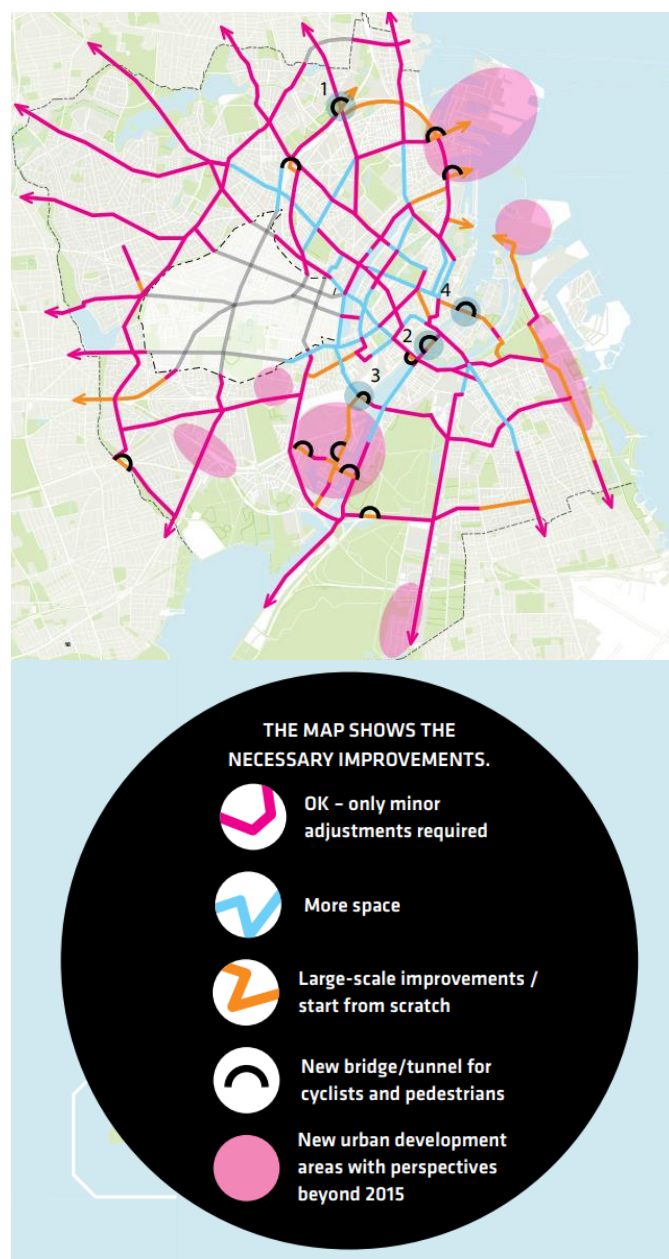 1
4
2
3
THE MAP SHOWS THE
NECESSARY IMPROVEMENTS.
OK – only minor
adjustments required
More space
Large-scale improvements /
start from scratch
New bridge/tunnel for
cyclists and pedestrians
New urban development
areas with perspectives
beyond 2015